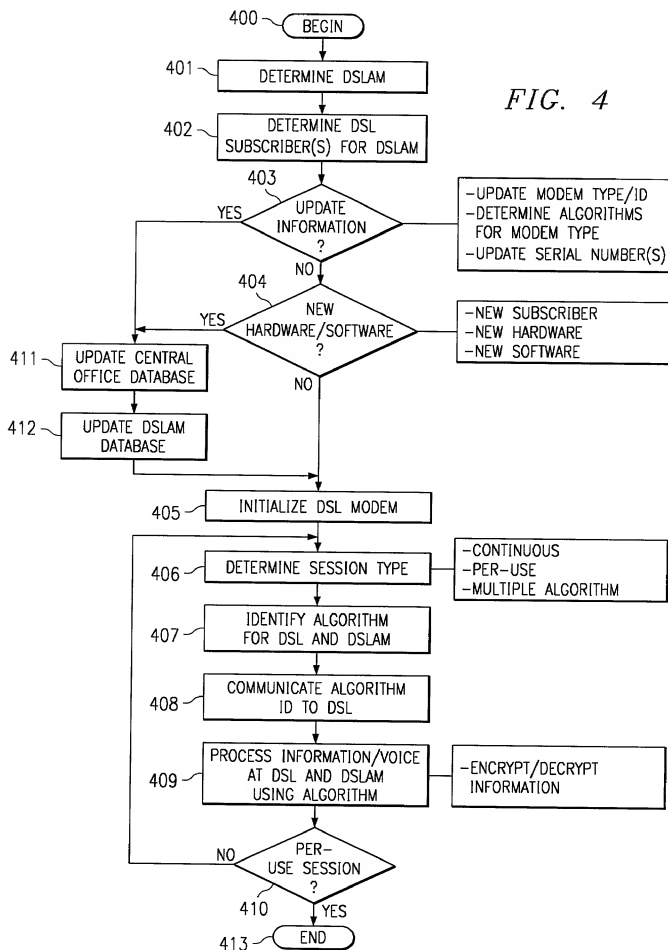 400
BEGIN
401
DETERMINE DSLAM
FIG. 4
402
DETERMINE DSL
SUBSCRIBER(S) FOR DSLAM
403
YES
UPDATE
INFORMATION
?
NO
-UPDATE MODEM TYPE/ID
-DETERMINE ALGORITHMS
FOR MODEM TYPE
-UPDATE SERIAL NUMBER(S)
404
YES
NEW
HARDWARE/SOFTWARE
?
NO
-NEW SUBSCRIBER
-NEW HARDWARE
-NEW SOFTWARE
411
UPDATE CENTRAL
OFFICE DATABASE
412
UPDATE DSLAM
DATABASE
405
INITIALIZE DSL MODEM
406
DETERMINE SESSION TYPE
-CONTINUOUS
-PER-USE
-MULTIPLE ALGORITHM
407
IDENTIFY ALGORITHM
FOR DSL AND DSLAM
408
COMMUNICATE ALGORITHM
ID TO DSL
409
PROCESS INFORMATION/VOICE
AT DSL AND DSLAM
USING ALGORITHM
-ENCRYPT/DECRYPT
INFORMATION
NO
PER-
USE SESSION
?
410
YES
413
END